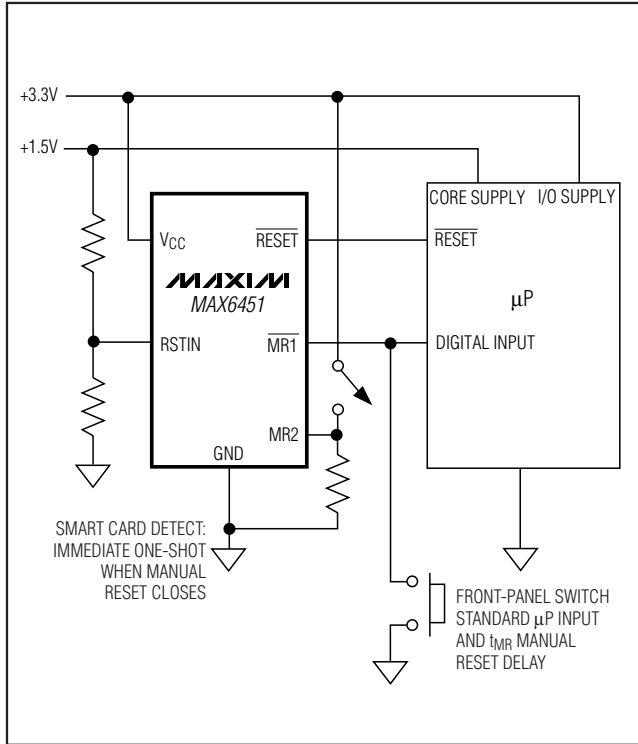 +3.3V
+1.5V
CORE SUPPLY
I/O SUPPLY
VCC
RESET
RESET
MAXIM
MAX6451
µP
RSTIN
MR1
DIGITAL INPUT
MR2
GND
SMART CARD DETECT:
IMMEDIATE ONE-SHOT
WHEN MANUAL
RESET CLOSES
FRONT-PANEL SWITCH
STANDARD µP INPUT
AND tMR MANUAL
RESET DELAY